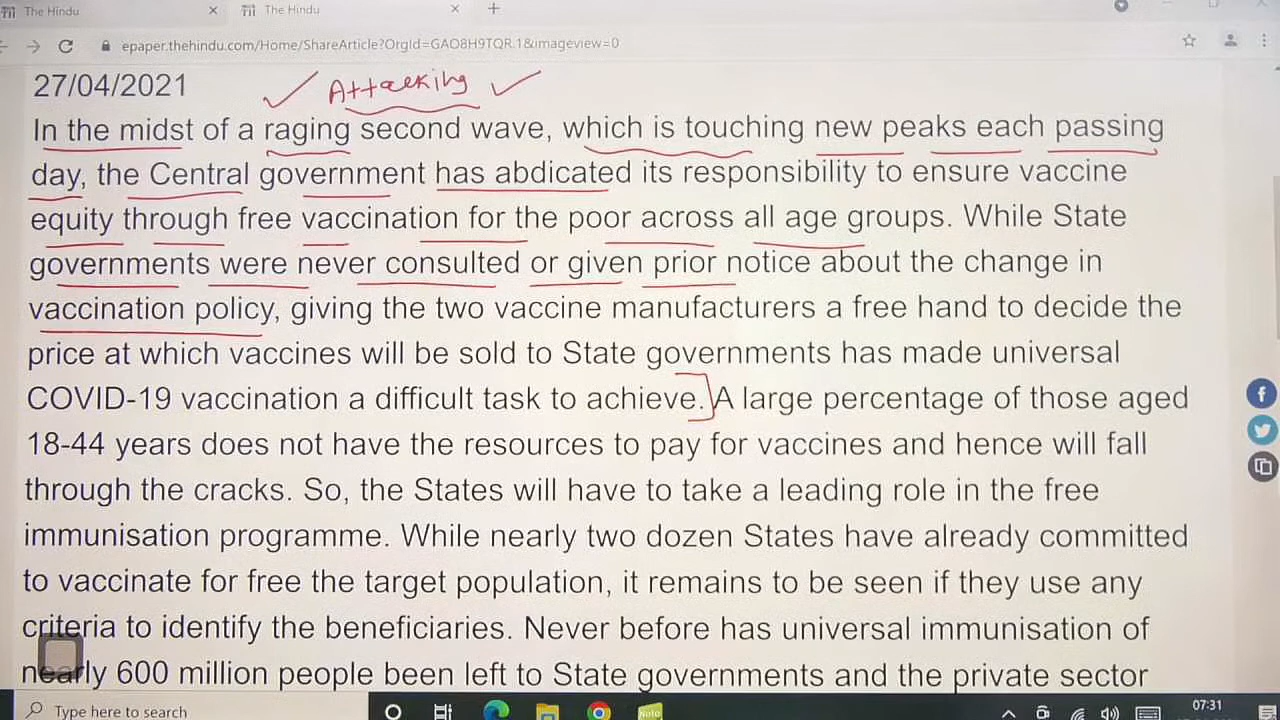 The Hindu
The Hindu
epaper.thehindu.com/Home/ShareArticle?OrgId=GAO8H9TQR.1&imageview=0
27/04/2021
Attacking
In the midst of a raging second wave, which is touching new peaks each passing
day, the Central government has abdicated its responsibility to ensure vaccine
equity through free vaccination for the poor across all age groups. While State
governments were never consulted or given prior notice about the change in
vaccination policy, giving the two vaccine manufacturers a free hand to decide the
price at which vaccines will be sold to State governments has made universal
COVID-19 vaccination a difficult task to achieve. A large percentage of those aged
18-44 years does not have the resources to pay for vaccines and hence will fall
through the cracks. So, the States will have to take a leading role in the free
immunisation programme. While nearly two dozen States have already committed
to vaccinate for free the target population, it remains to be seen if they use any
criteria to identify the beneficiaries. Never before has universal immunisation of
nearly 600 million people been left to State governments and the private sector
Type here to search
Note
07:31